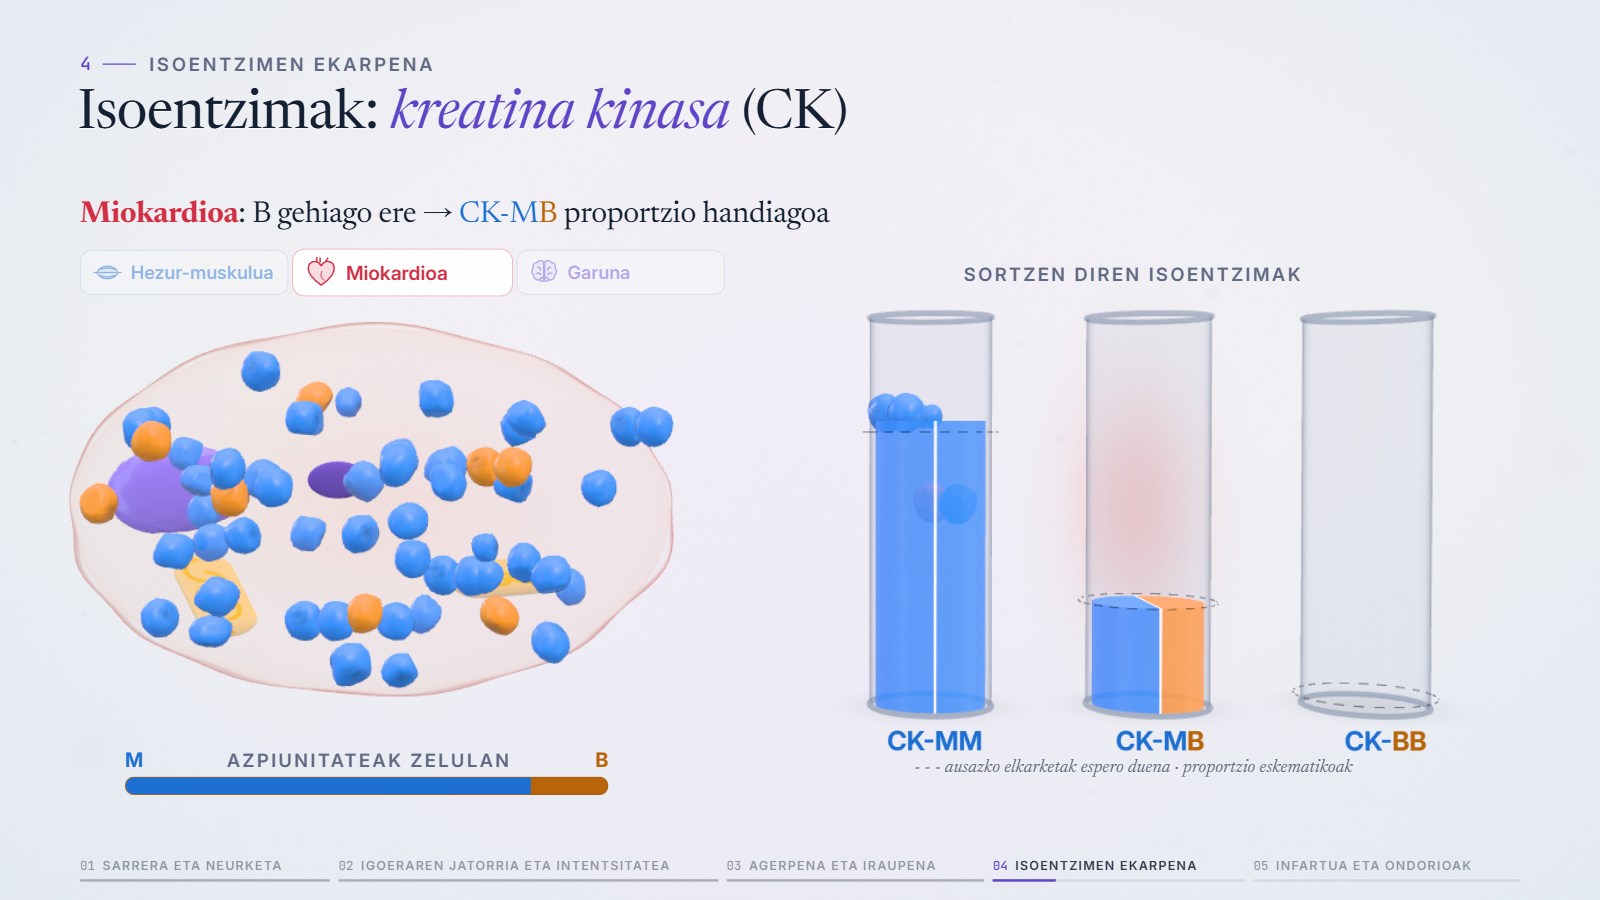 4 — ISOENTZIMEN EKARPENA
Isoentzimak: kreatina kinasa (CK)
Miokardioa: B gehiago ere → CK-MB proportzio handiagoa
Hezur-muskulua
Miokardioa
Garuna
SORTZEN DIREN ISOENTZIMAK
CK-MM
CK-MB
CK-BB
- - - ausazko elkarketak espero duena · proportzio eskematikoak
M AZPIUNITATEAK ZELULAN B
01 SARRERA ETA NEURKETA
02 IGOERAREN JATORRIA ETA INTENTSITATEA
03 AGERPENA ETA IRAUPENA
04 ISOENTZIMEN EKARPENA
05 INFARTUA ETA ONDORIOAK